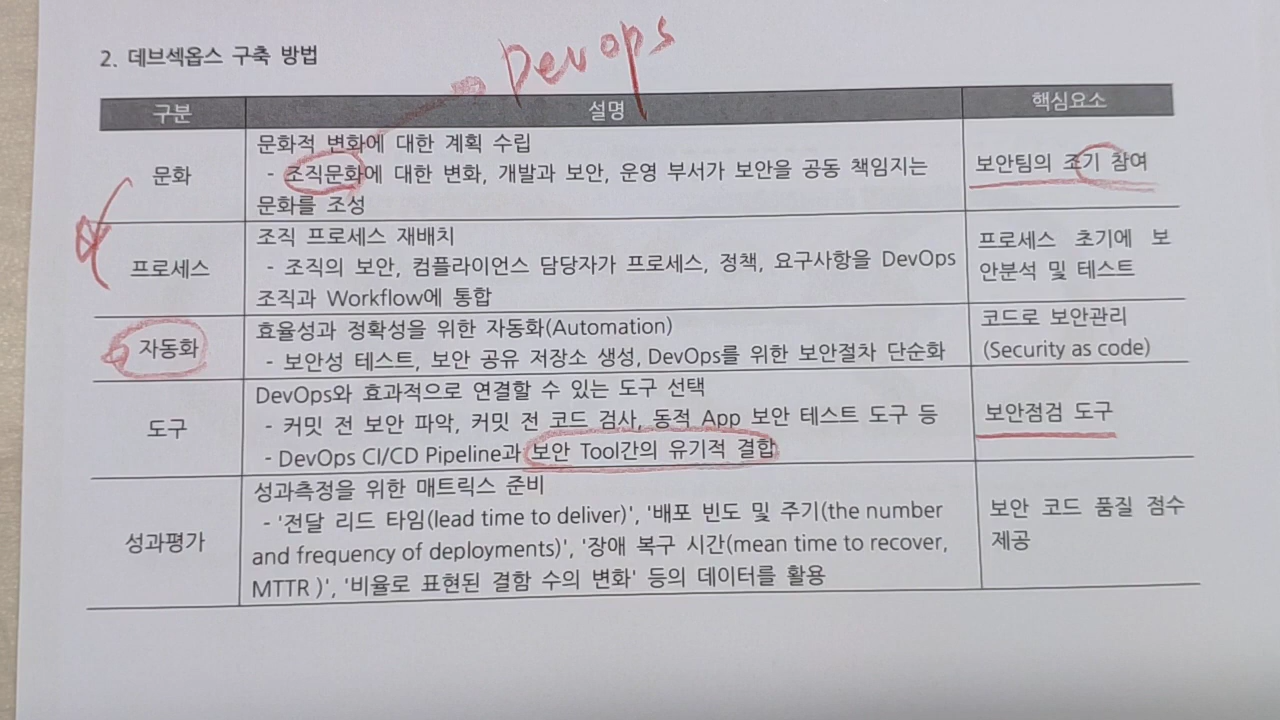 Devops
2. 데브섹옵스 구축 방법
구분 설명 핵심요소
문화적 변화에 대한 계획 수립
문화 - 조직문화에 대한 변화, 개발과 보안, 운영 부서가 보안을 공동 책임지는 보안팀의 조기 참여
문화를 조성
조직 프로세스 재배치 프로세스 초기에 보
프로세스 - 조직의 보안, 컴플라이언스 담당자가 프로세스, 정책, 요구사항을 DevOps 안분석 및 테스트
조직과 Workflow에 통합
효율성과 정확성을 위한 자동화(Automation) 코드로 보안관리
자동화 - 보안성 테스트, 보안 공유 저장소 생성, DevOps를 위한 보안절차 단순화 (Security as code)
DevOps와 효과적으로 연결할 수 있는 도구 선택
도구 - 커밋 전 보안 파악, 커밋 전 코드 검사, 동적 App 보안 테스트 도구 등 보안점검 도구
- DevOps CI/CD Pipeline과 보안 Tool간의 유기적 결합
성과측정을 위한 매트릭스 준비
- '전달 리드 타임(lead time to deliver)', '배포 빈도 및 주기(the number 보안 코드 품질 점수
성과평가 and frequency of deployments)', '장애 복구 시간(mean time to recover, 제공
MTTR )', '비율로 표현된 결함 수의 변화' 등의 데이터를 활용